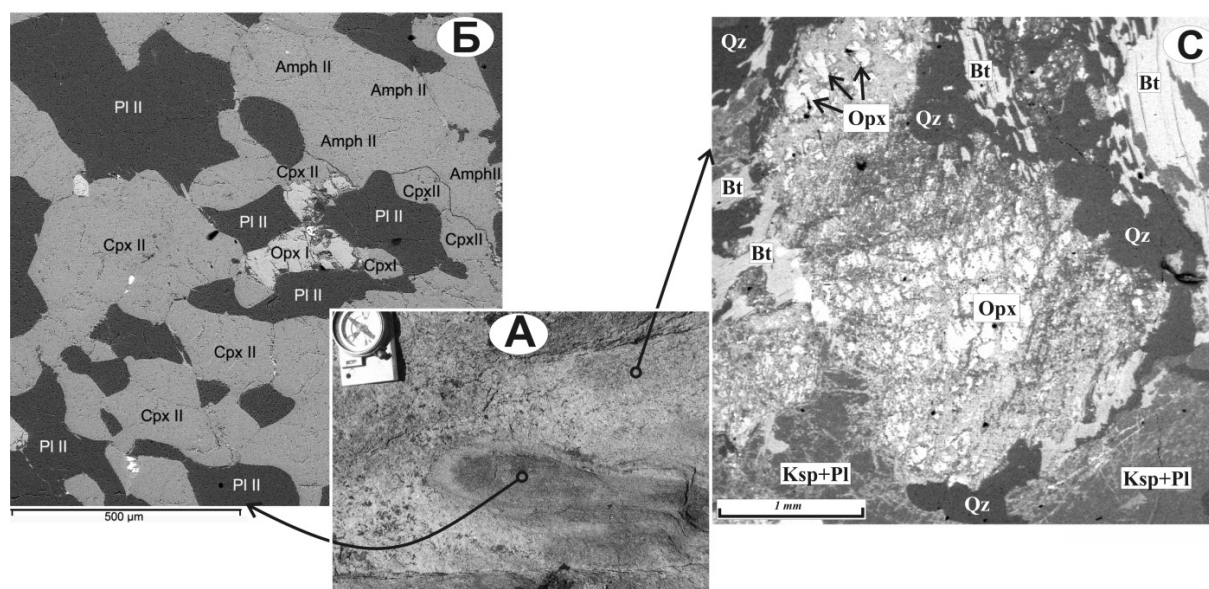 Б
Amph II
Pl II
Amph II
Amph II
AmphII
Cpx II
CpxII
Pl II
Pl II
Cpx II
CpxII
Opx I
CpxI
Pl II
Cpx II
Cpx II
Pl II
Pl II
500 µm
А
С
Qz
Bt
Bt
Opx
Qz
Bt
Qz
Bt
Opx
Ksp+Pl
Ksp+Pl
Qz
1 mm